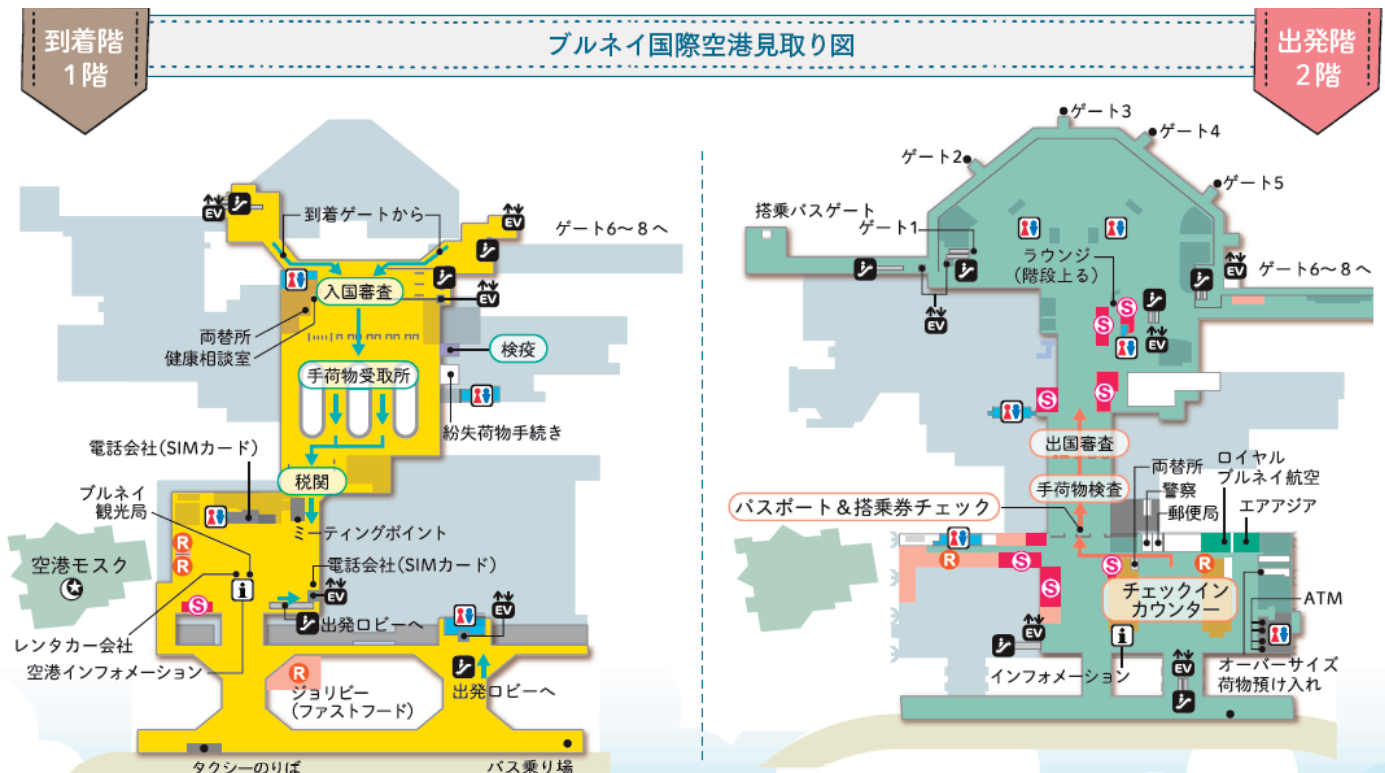 到着階
1階
ブルネイ国際空港見取り図
出発階
2階
EV
到着ゲートから
EV
ゲート6〜8へ
入国審査
EV
両替所
健康相談室
検疫
手荷物受取所
紛失荷物手続き
電話会社(SIMカード)
税関
ブルネイ
観光局
ミーティングポイント
R
R
空港モスク
電話会社(SIMカード)
EV
i
S
出発ロビーへ
EV
レンタカー会社
空港インフォメーション
R
ジョリビー
(ファストフード)
出発ロビーへ
タクシーのりば
バス乗り場
ゲート3
ゲート4
ゲート2
ゲート5
搭乗バスゲート
ゲート1
ラウンジ
(階段上る)
EV
ゲート6〜8へ
EV
S
S
EV
S
S
出国審査
両替所
ロイヤル
ブルネイ航空
手荷物検査
警察
パスポート&搭乗券チェック
郵便局
エアアジア
R
S
S
R
S
チェックイン
カウンター
ATM
EV
i
インフォメーション
EV
オーバーサイズ
荷物預け入れ